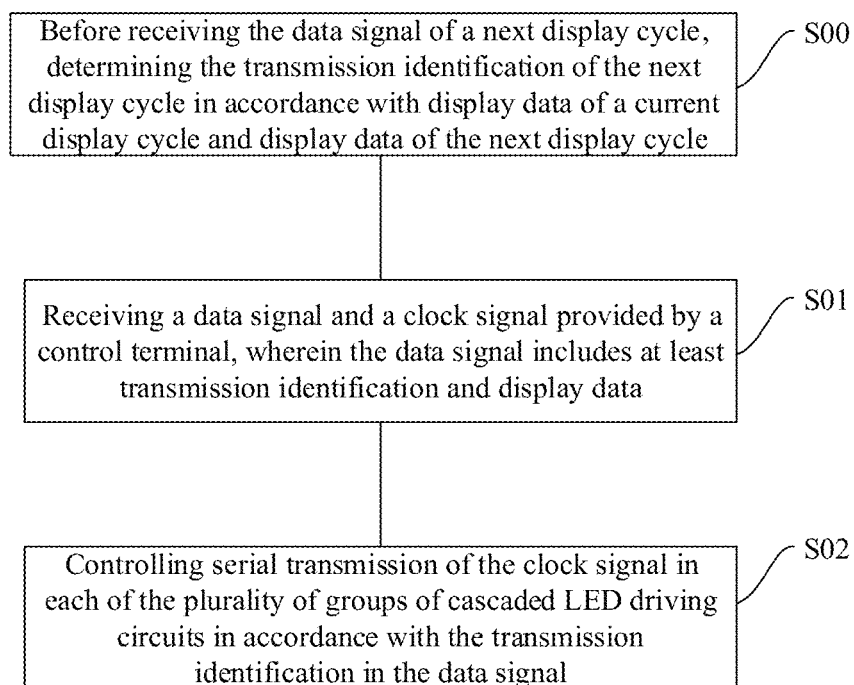 Before receiving the data signal of a next display cycle,
determining the transmission identification of the next
display cycle in accordance with display data of a current
display cycle and display data of the next display cycle
S00
Receiving a data signal and a clock signal provided by a
control terminal, wherein the data signal includes at least
transmission identification and display data
S01
Controlling serial transmission of the clock signal in
each of the plurality of groups of cascaded LED driving
circuits in accordance with the transmission
identification in the data signal
S02